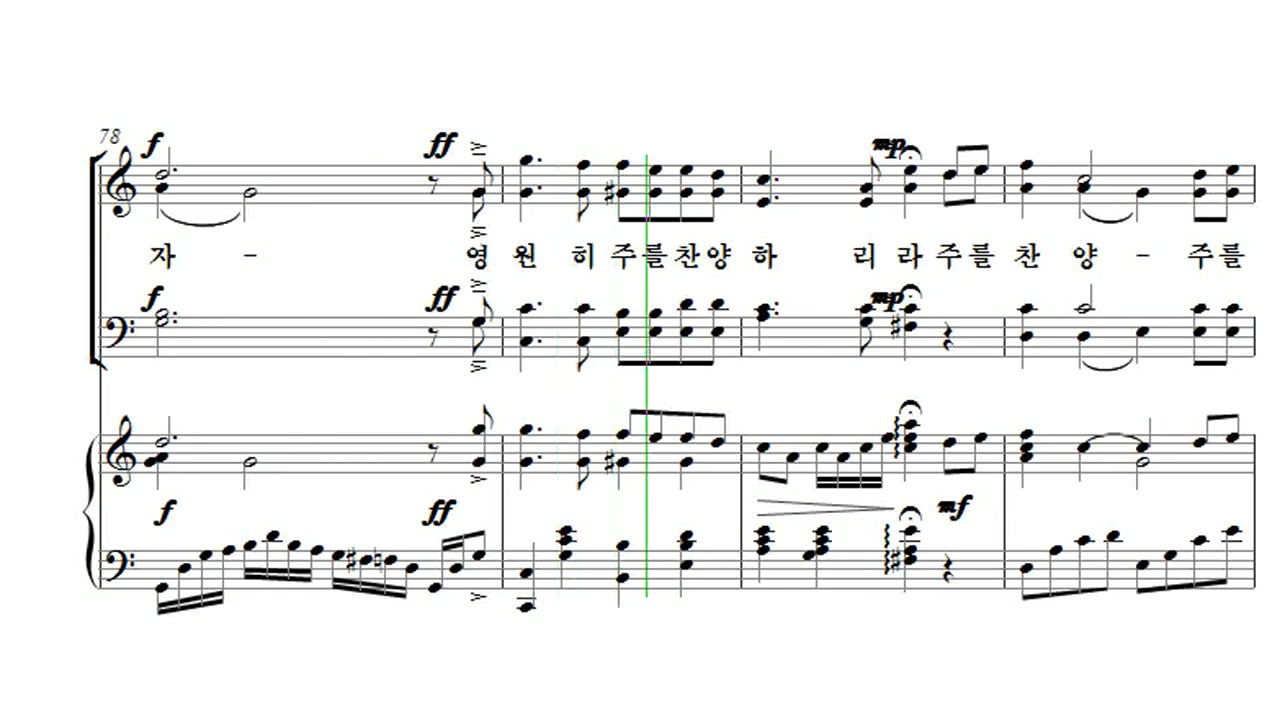 78
f ff
mp
자 - 영 원 히 주 를 찬 양 하 리 라 주 를 찬 양 - 주 를
f ff
mp
f ff mf